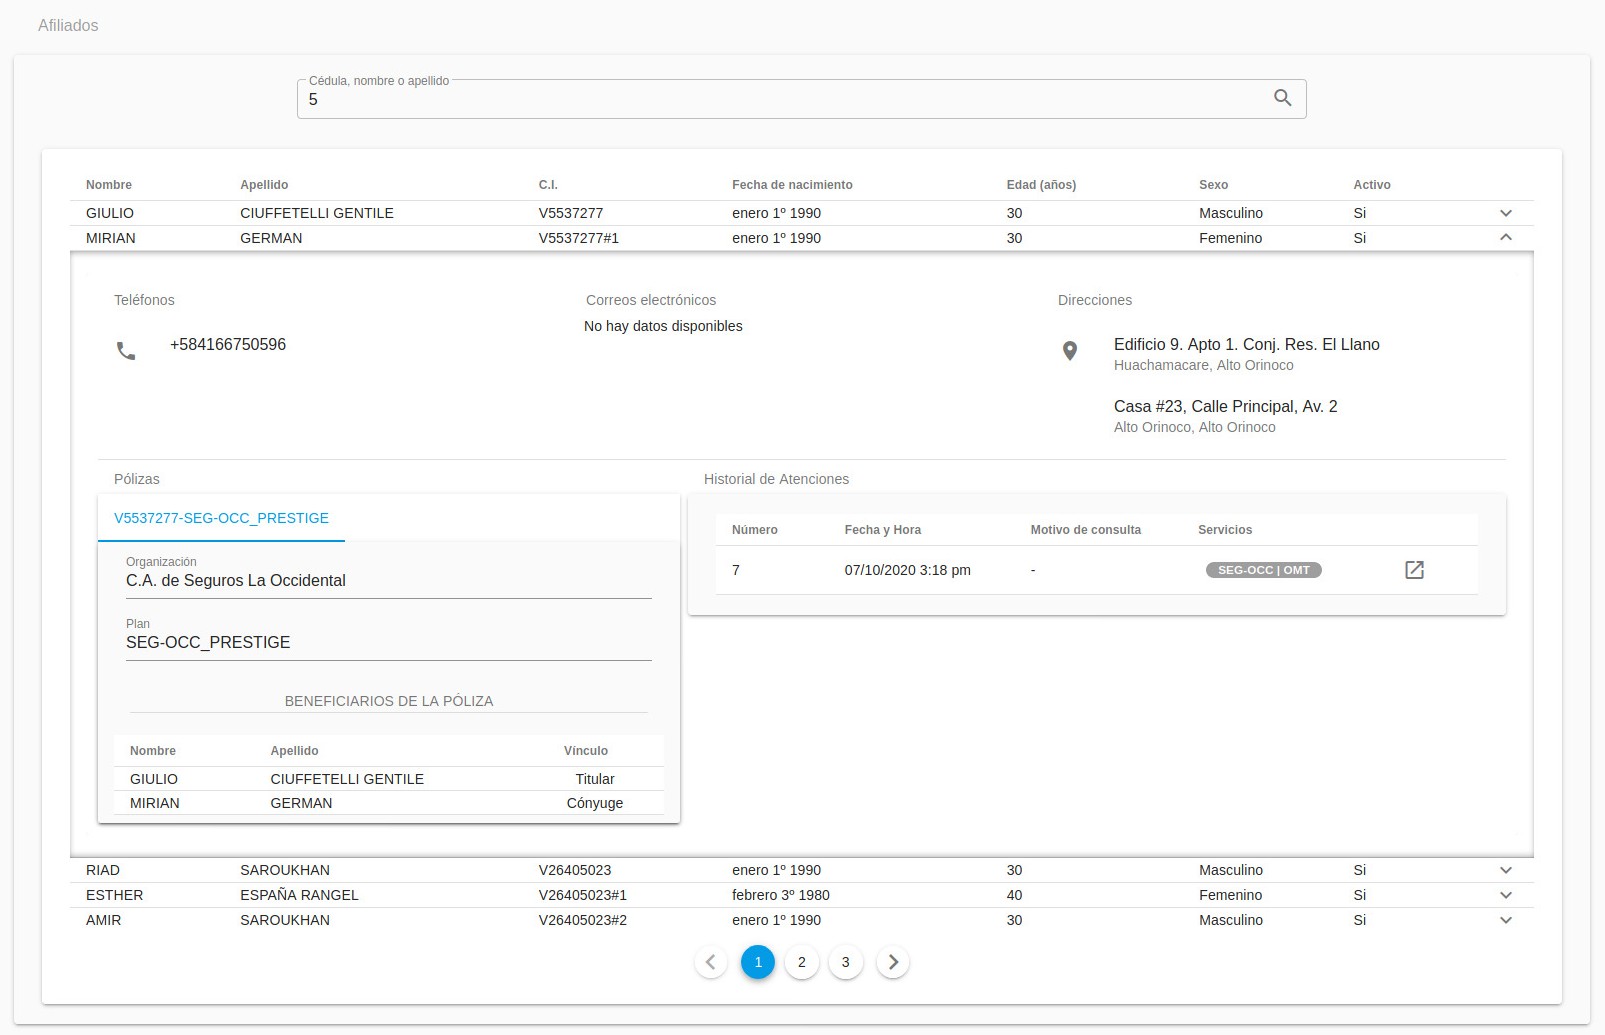 Afiliados
Cédula, nombre o apellido
5
Nombre Apellido C.I. Fecha de nacimiento Edad (años) Sexo Activo
GIULIO CIUFFETELLI GENTILE V5537277 enero 1º 1990 30 Masculino Si
MIRIAN GERMAN V5537277#1 enero 1º 1990 30 Femenino Si
Teléfonos Correos electrónicos Direcciones
No hay datos disponibles
+584166750596 Edificio 9. Apto 1. Conj. Res. El Llano
Huachamacare, Alto Orinoco
Casa #23, Calle Principal, Av. 2
Alto Orinoco, Alto Orinoco
Pólizas
V5537277-SEG-OCC_PRESTIGE
Organización
C.A. de Seguros La Occidental
Plan
SEG-OCC_PRESTIGE
BENEFICIARIOS DE LA PÓLIZA
Nombre Apellido Vínculo
GIULIO CIUFFETELLI GENTILE Titular
MIRIAN GERMAN Cónyuge
Historial de Atenciones
Número Fecha y Hora Motivo de consulta Servicios
7 07/10/2020 3:18 pm - SEG-OCC | OMT
RIAD SAROUKHAN V26405023 enero 1º 1990 30 Masculino Si
ESTHER ESPAÑA RANGEL V26405023#1 febrero 3º 1980 40 Femenino Si
AMIR SAROUKHAN V26405023#2 enero 1º 1990 30 Masculino Si
1 2 3